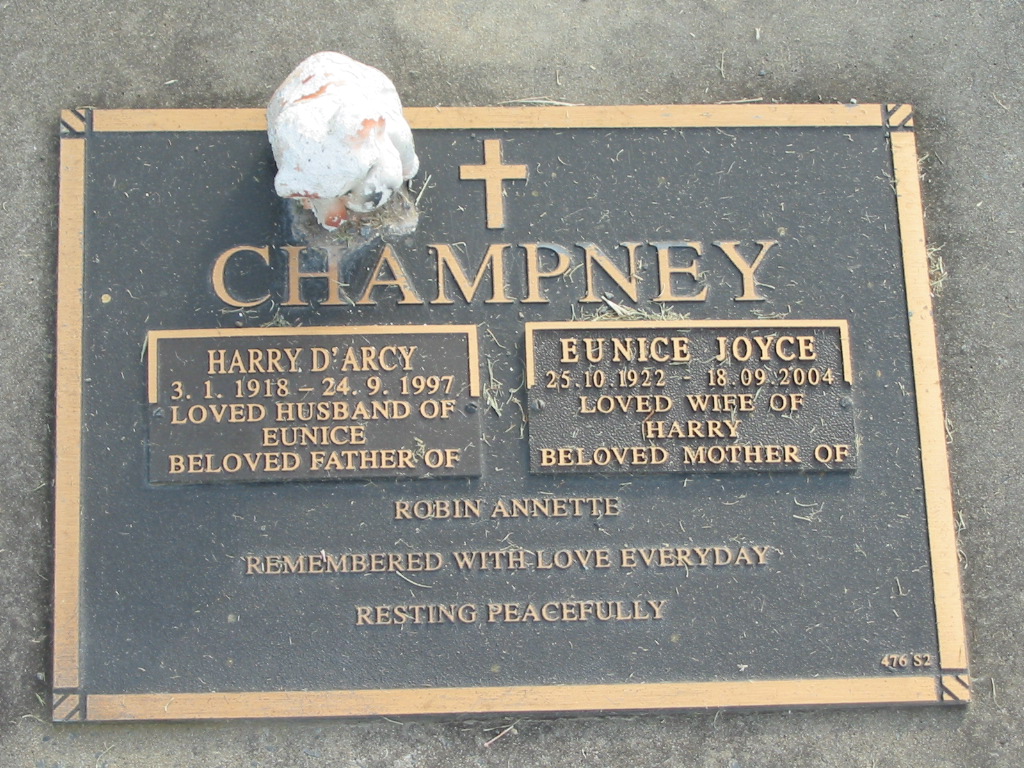 CHAMPNEY
HARRY D'ARCY
3. 1. 1918 - 24. 9. 1997
LOVED HUSBAND OF
EUNICE
BELOVED FATHER OF
EUNICE JOYCE
25.10.1922 - 18.09.2004
LOVED WIFE OF
HARRY
BELOVED MOTHER OF
ROBIN ANNETTE
REMEMBERED WITH LOVE EVERYDAY
RESTING PEACEFULLY
476 S2